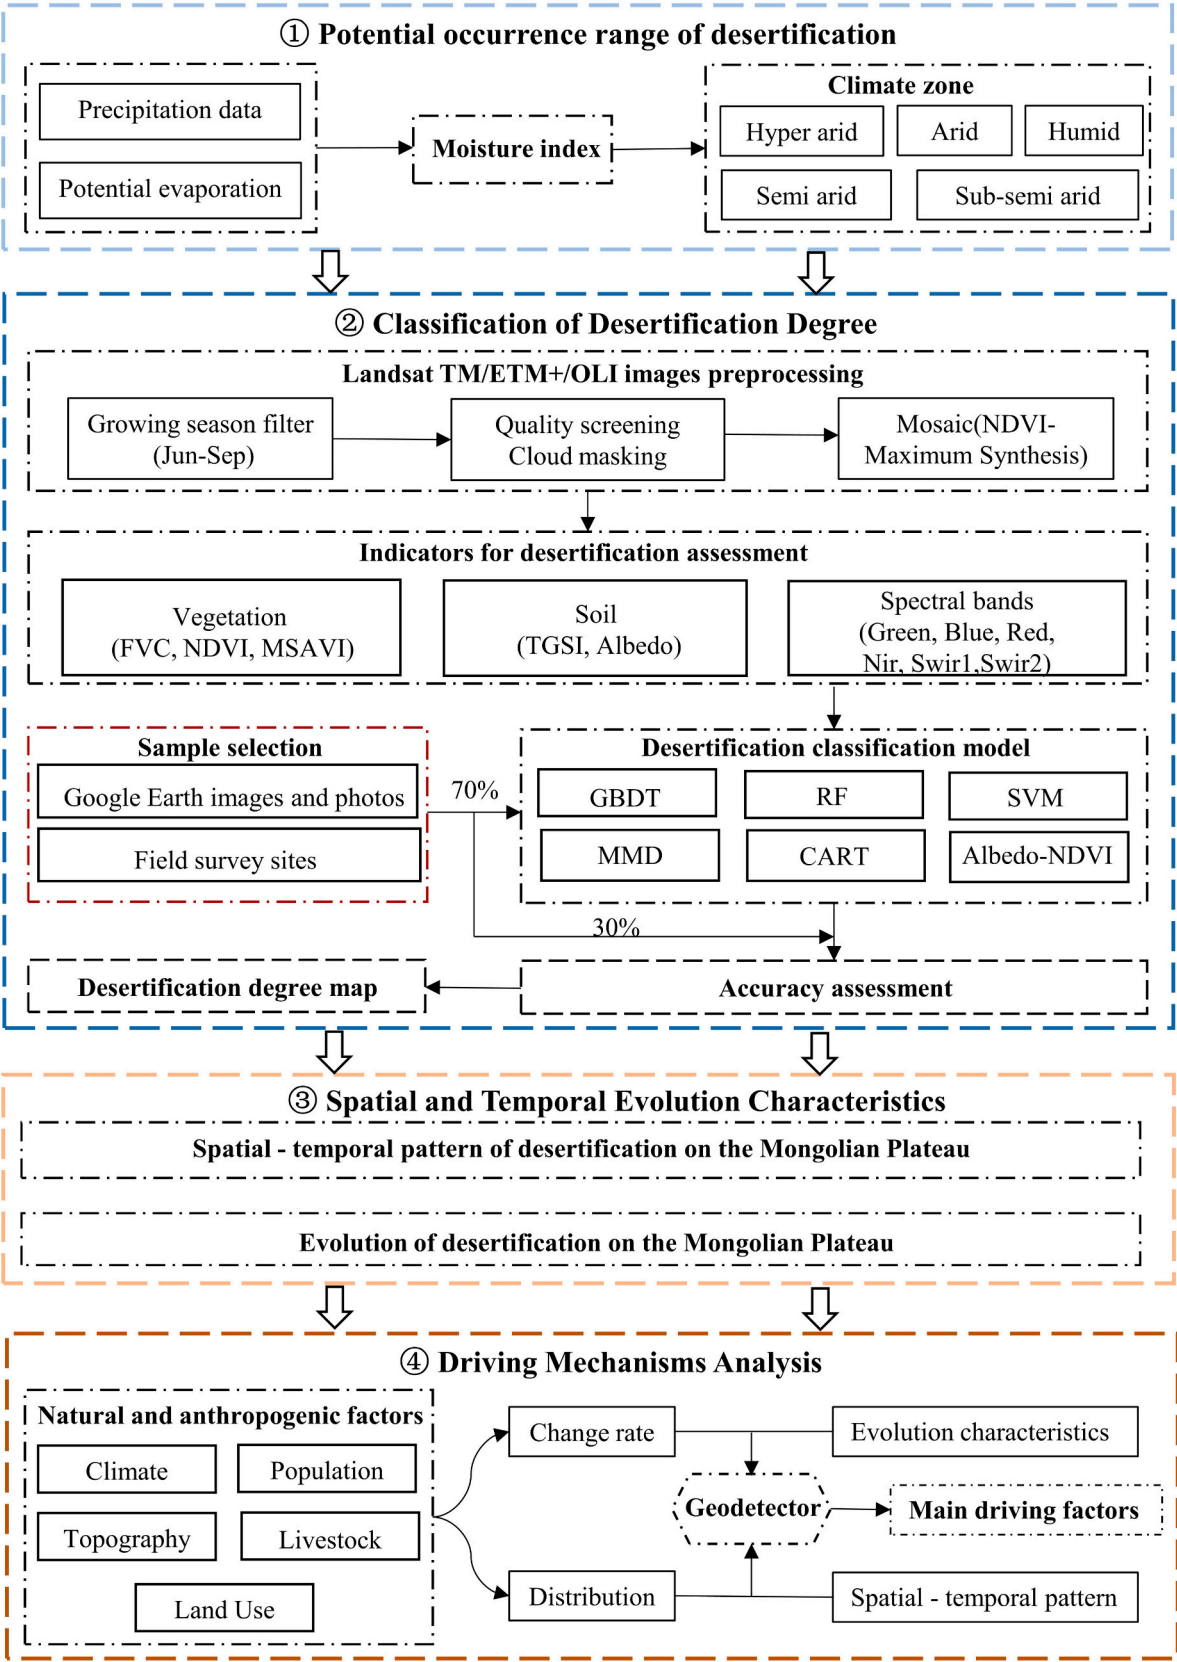 ① Potential occurrence range of desertification
Precipitation data
Potential evaporation
Moisture index
Climate zone
Hyper arid
Arid
Humid
Semi arid
Sub-semi arid
② Classification of Desertification Degree
Landsat TM/ETM+/OLI images preprocessing
Growing season filter
(Jun-Sep)
Quality screening
Cloud masking
Mosaic(NDVI-
Maximum Synthesis)
Indicators for desertification assessment
Vegetation
(FVC, NDVI, MSAVI)
Soil
(TGSI, Albedo)
Spectral bands
(Green, Blue, Red,
Nir, Swir1,Swir2)
Sample selection
Google Earth images and photos
Field survey sites
70%
30%
Desertification classification model
GBDT
RF
SVM
MMD
CART
Albedo-NDVI
Desertification degree map
Accuracy assessment
③ Spatial and Temporal Evolution Characteristics
Spatial - temporal pattern of desertification on the Mongolian Plateau
Evolution of desertification on the Mongolian Plateau
④ Driving Mechanisms Analysis
Natural and anthropogenic factors
Climate
Population
Topography
Livestock
Land Use
Change rate
Evolution characteristics
Geodetector
Main driving factors
Distribution
Spatial - temporal pattern